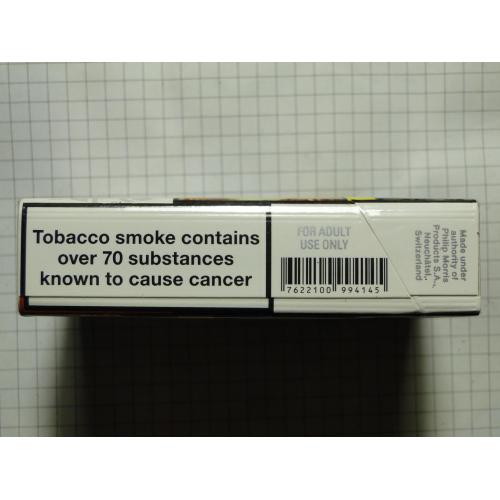 Tobacco smoke contains
over 70 substances
known to cause cancer
FOR ADULT
USE ONLY
7622100 994145
Made under
authority of
Philip Morris
Products S.A.,
Neuchâtel,
Switzerland